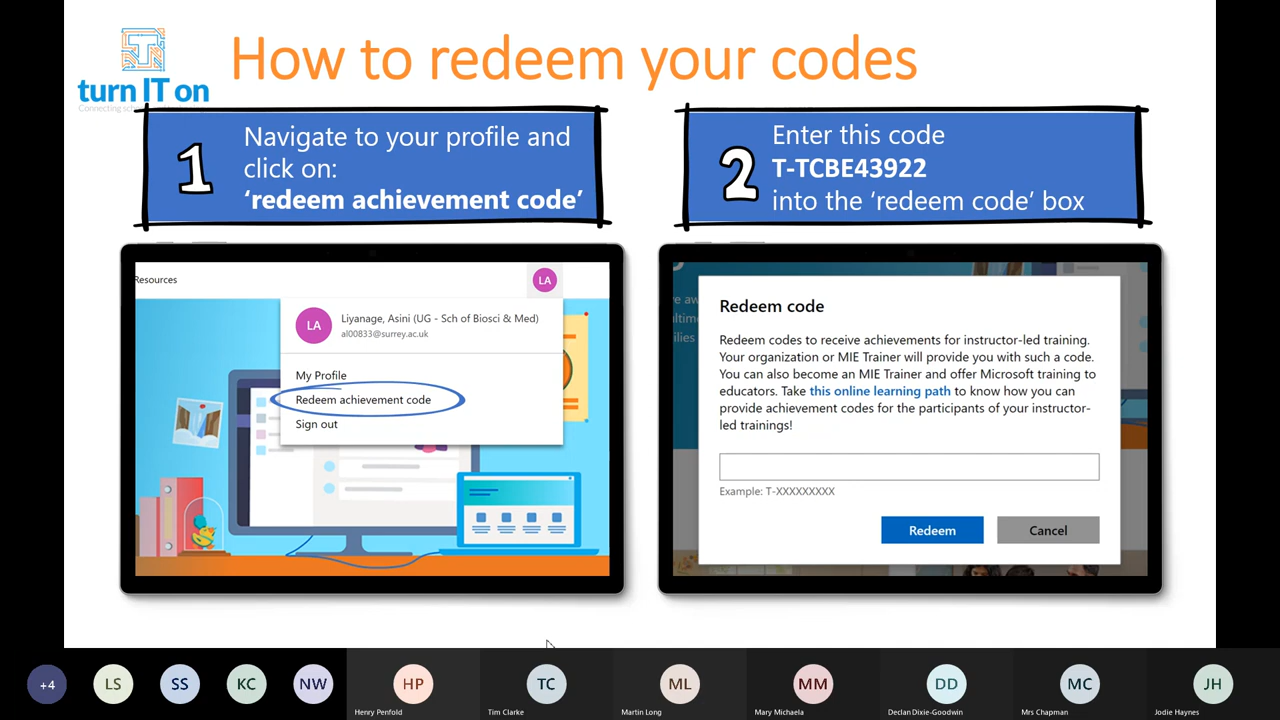 How to redeem your codes
turn IT on
1
Navigate to your profile and
click on:
‘redeem achievement code’
2
Enter this code
T-TCBE43922
into the ‘redeem code’ box
Resources
LA
LA
Liyanage, Asini (UG - Sch of Biosci & Med)
al00833@surrey.ac.uk
My Profile
Redeem achievement code
Sign out
Redeem code
Redeem codes to receive achievements for instructor-led training.
Your organization or MIE Trainer will provide you with such a code.
You can also become an MIE Trainer and offer Microsoft training to
educators. Take this online learning path to know how you can
provide achievement codes for the participants of your instructor-
led trainings!
Example: T-XXXXXXXXX
Redeem
Cancel
+4
LS
SS
KC
NW
HP
TC
ML
MM
DD
MC
JH
Henry Penfold
Tim Clarke
Martin Long
Mary Michaela
Declan Dixie-Goodwin
Mrs Chapman
Jodie Haynes